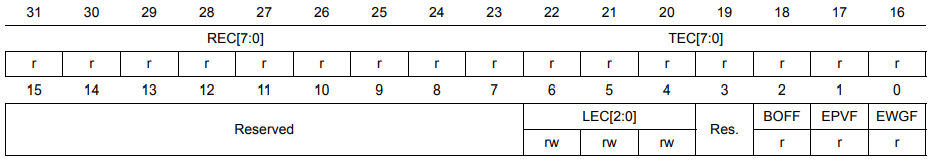 31 30 29 28 27 26 25 24 23 22 21 20 19 18 17 16
REC[7:0] TEC[7:0]
r r r r r r r r r r r r r r r r
15 14 13 12 11 10 9 8 7 6 5 4 3 2 1 0
Reserved LEC[2:0] Res. BOFF EPVF EWGF
rw rw rw r r r